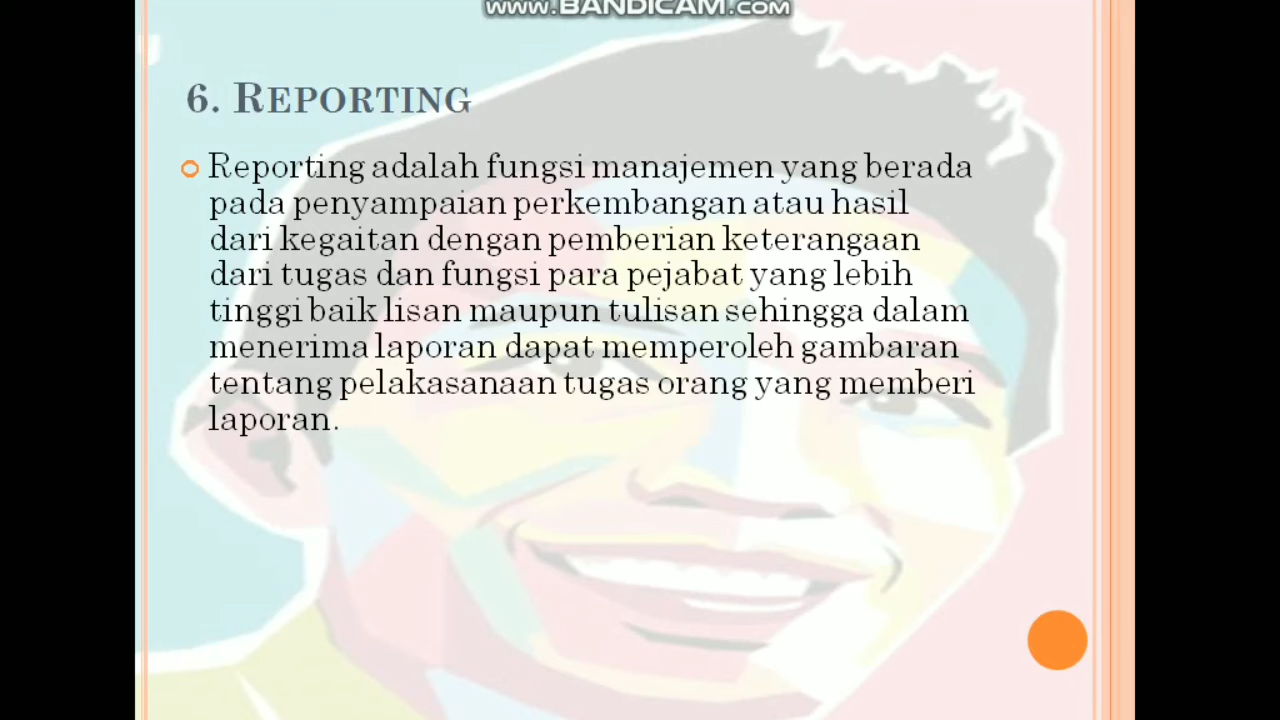 www.BANDICAM.com
6. REPORTING
Reporting adalah fungsi manajemen yang berada
pada penyampaian perkembangan atau hasil
dari kegaitan dengan pemberian keterangaan
dari tugas dan fungsi para pejabat yang lebih
tinggi baik lisan maupun tulisan sehingga dalam
menerima laporan dapat memperoleh gambaran
tentang pelakasanaan tugas orang yang memberi
laporan.